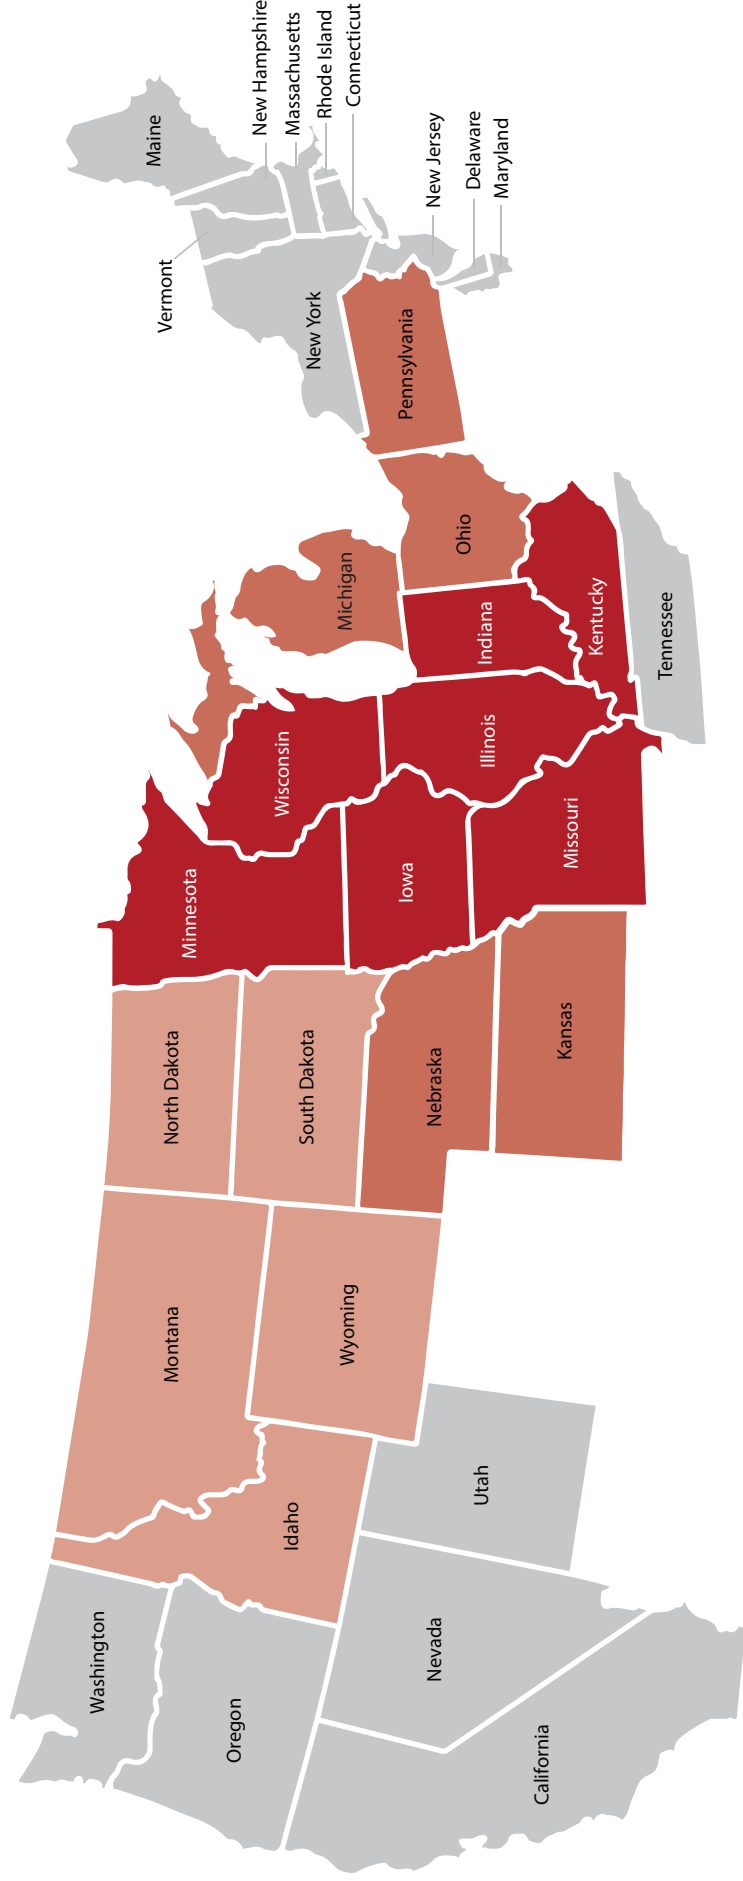 Washington
Oregon
California
Nevada
Idaho
Utah
Montana
Wyoming
North Dakota
South Dakota
Nebraska
Kansas
Minnesota
Iowa
Missouri
Wisconsin
Illinois
Michigan
Indiana
Kentucky
Tennessee
Ohio
Pennsylvania
New York
Vermont
Maine
New Hampshire
Massachusetts
Rhode Island
Connecticut
New Jersey
Delaware
Maryland